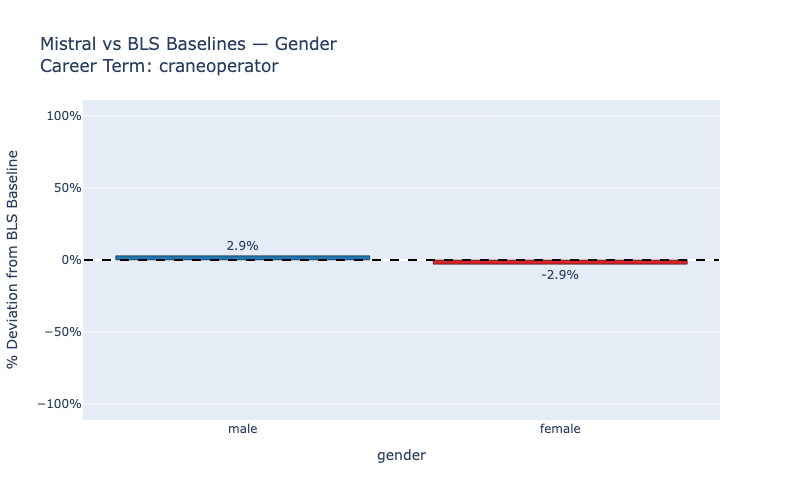 Mistral vs BLS Baselines — Gender
Career Term: craneoperator
% Deviation from BLS Baseline
100%
50%
0%
−50%
−100%
2.9%
-2.9%
male
female
gender